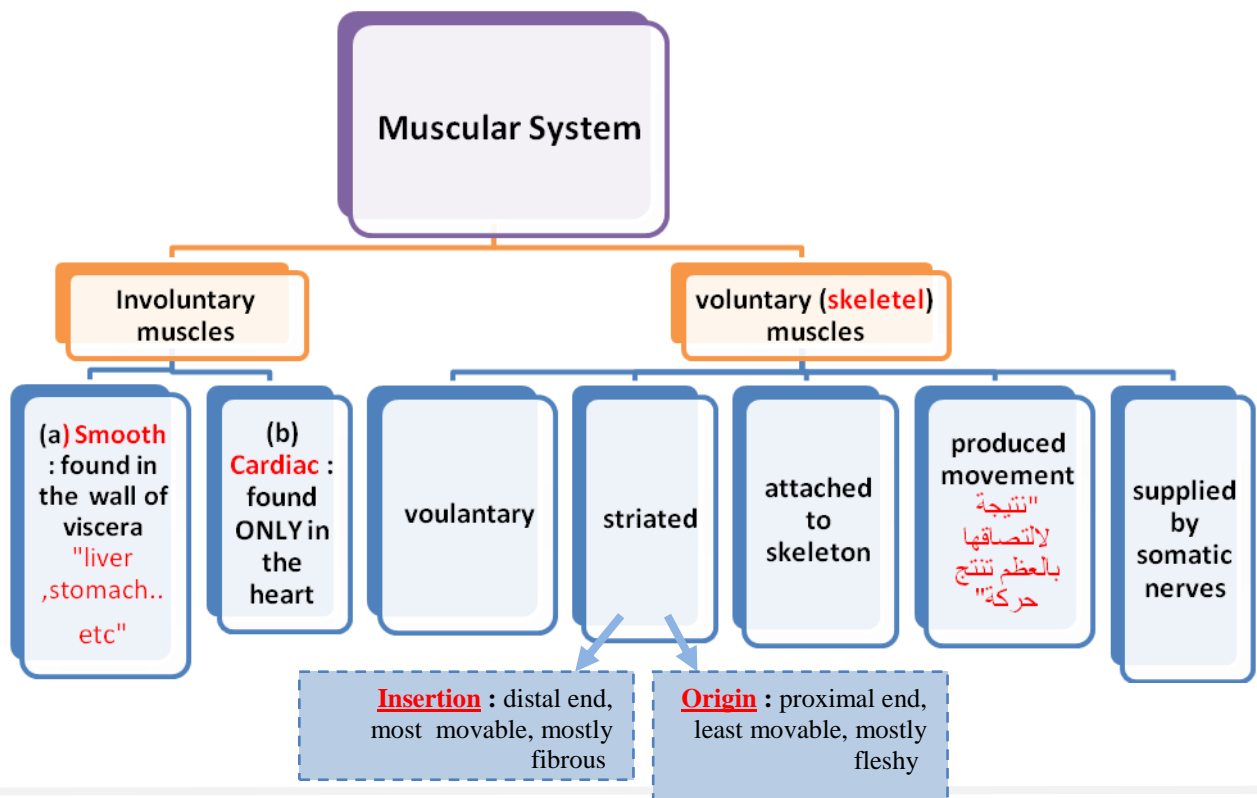 Muscular System
Involuntary
muscles
voluntary (skeletel)
muscles
(a) Smooth
: found in
the wall of
viscera
"liver
,stomach..
etc"
(b)
Cardiac :
found
ONLY in
the
heart
voulantary
striated
attached
to
skeleton
produced
movement
"نتيجة
لإلتصاقها
بالعظم تنتج
حركة"
supplied
by
somatic
nerves
Insertion : distal end,
most movable, mostly
fibrous
Origin : proximal end,
least movable, mostly
fleshy